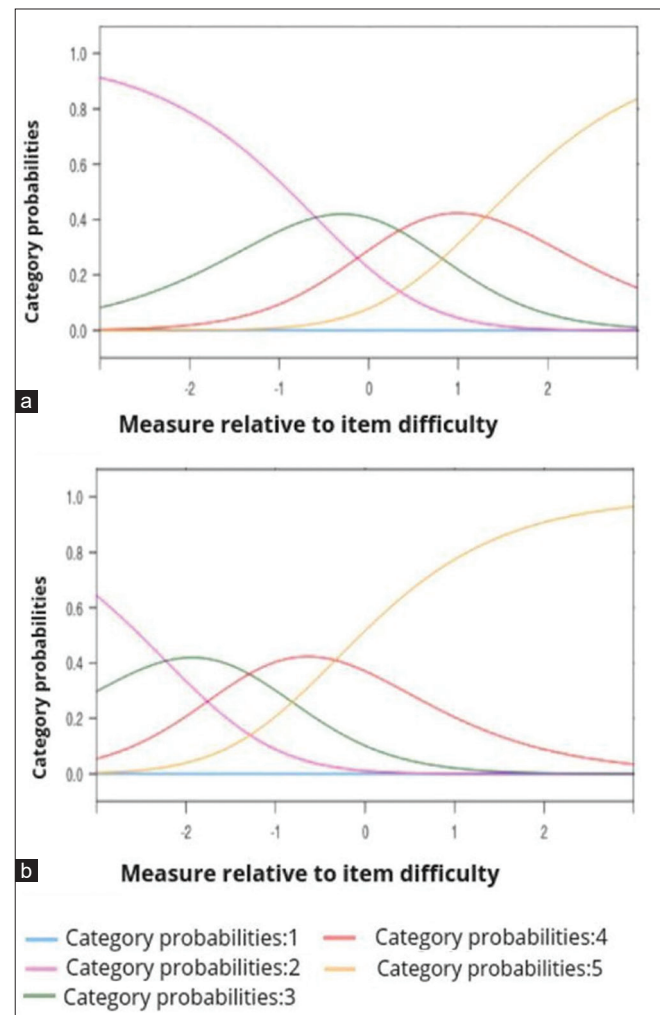 1.0
0.8
0.6
0.4
0.2
0.0
Category probabilities
-2 -1 0 1 2
a
Measure relative to item difficulty
1.0
0.8
0.6
0.4
0.2
0.0
Category probabilities
-2 -1 0 1 2
b
Measure relative to item difficulty
Category probabilities:1 Category probabilities:4
Category probabilities:2 Category probabilities:5
Category probabilities:3